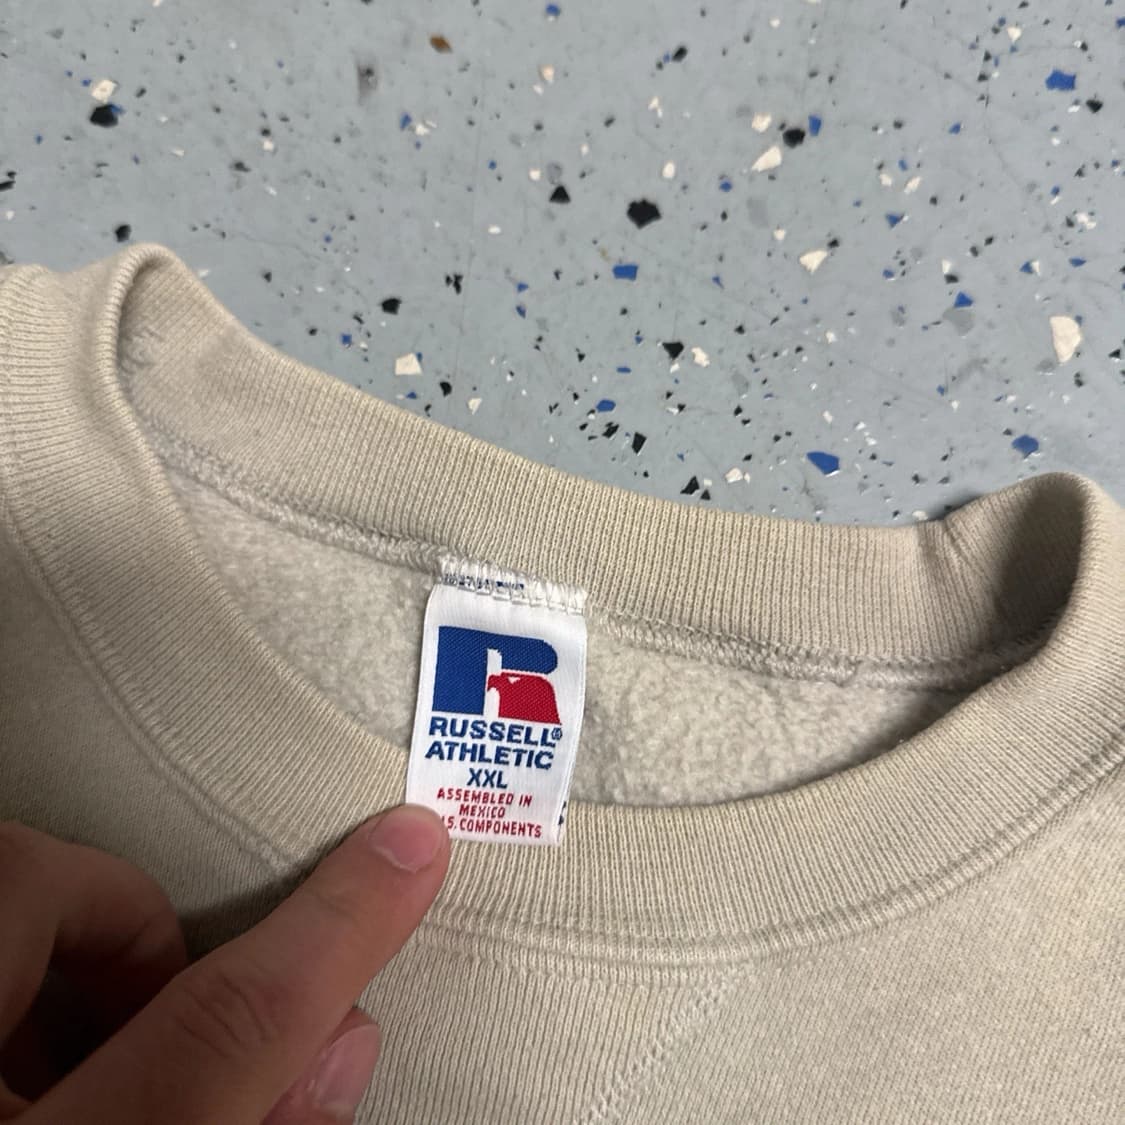 RUSSELL®
ATHLETIC
XXL
ASSEMBLED IN
MEXICO
S. COMPONENTS